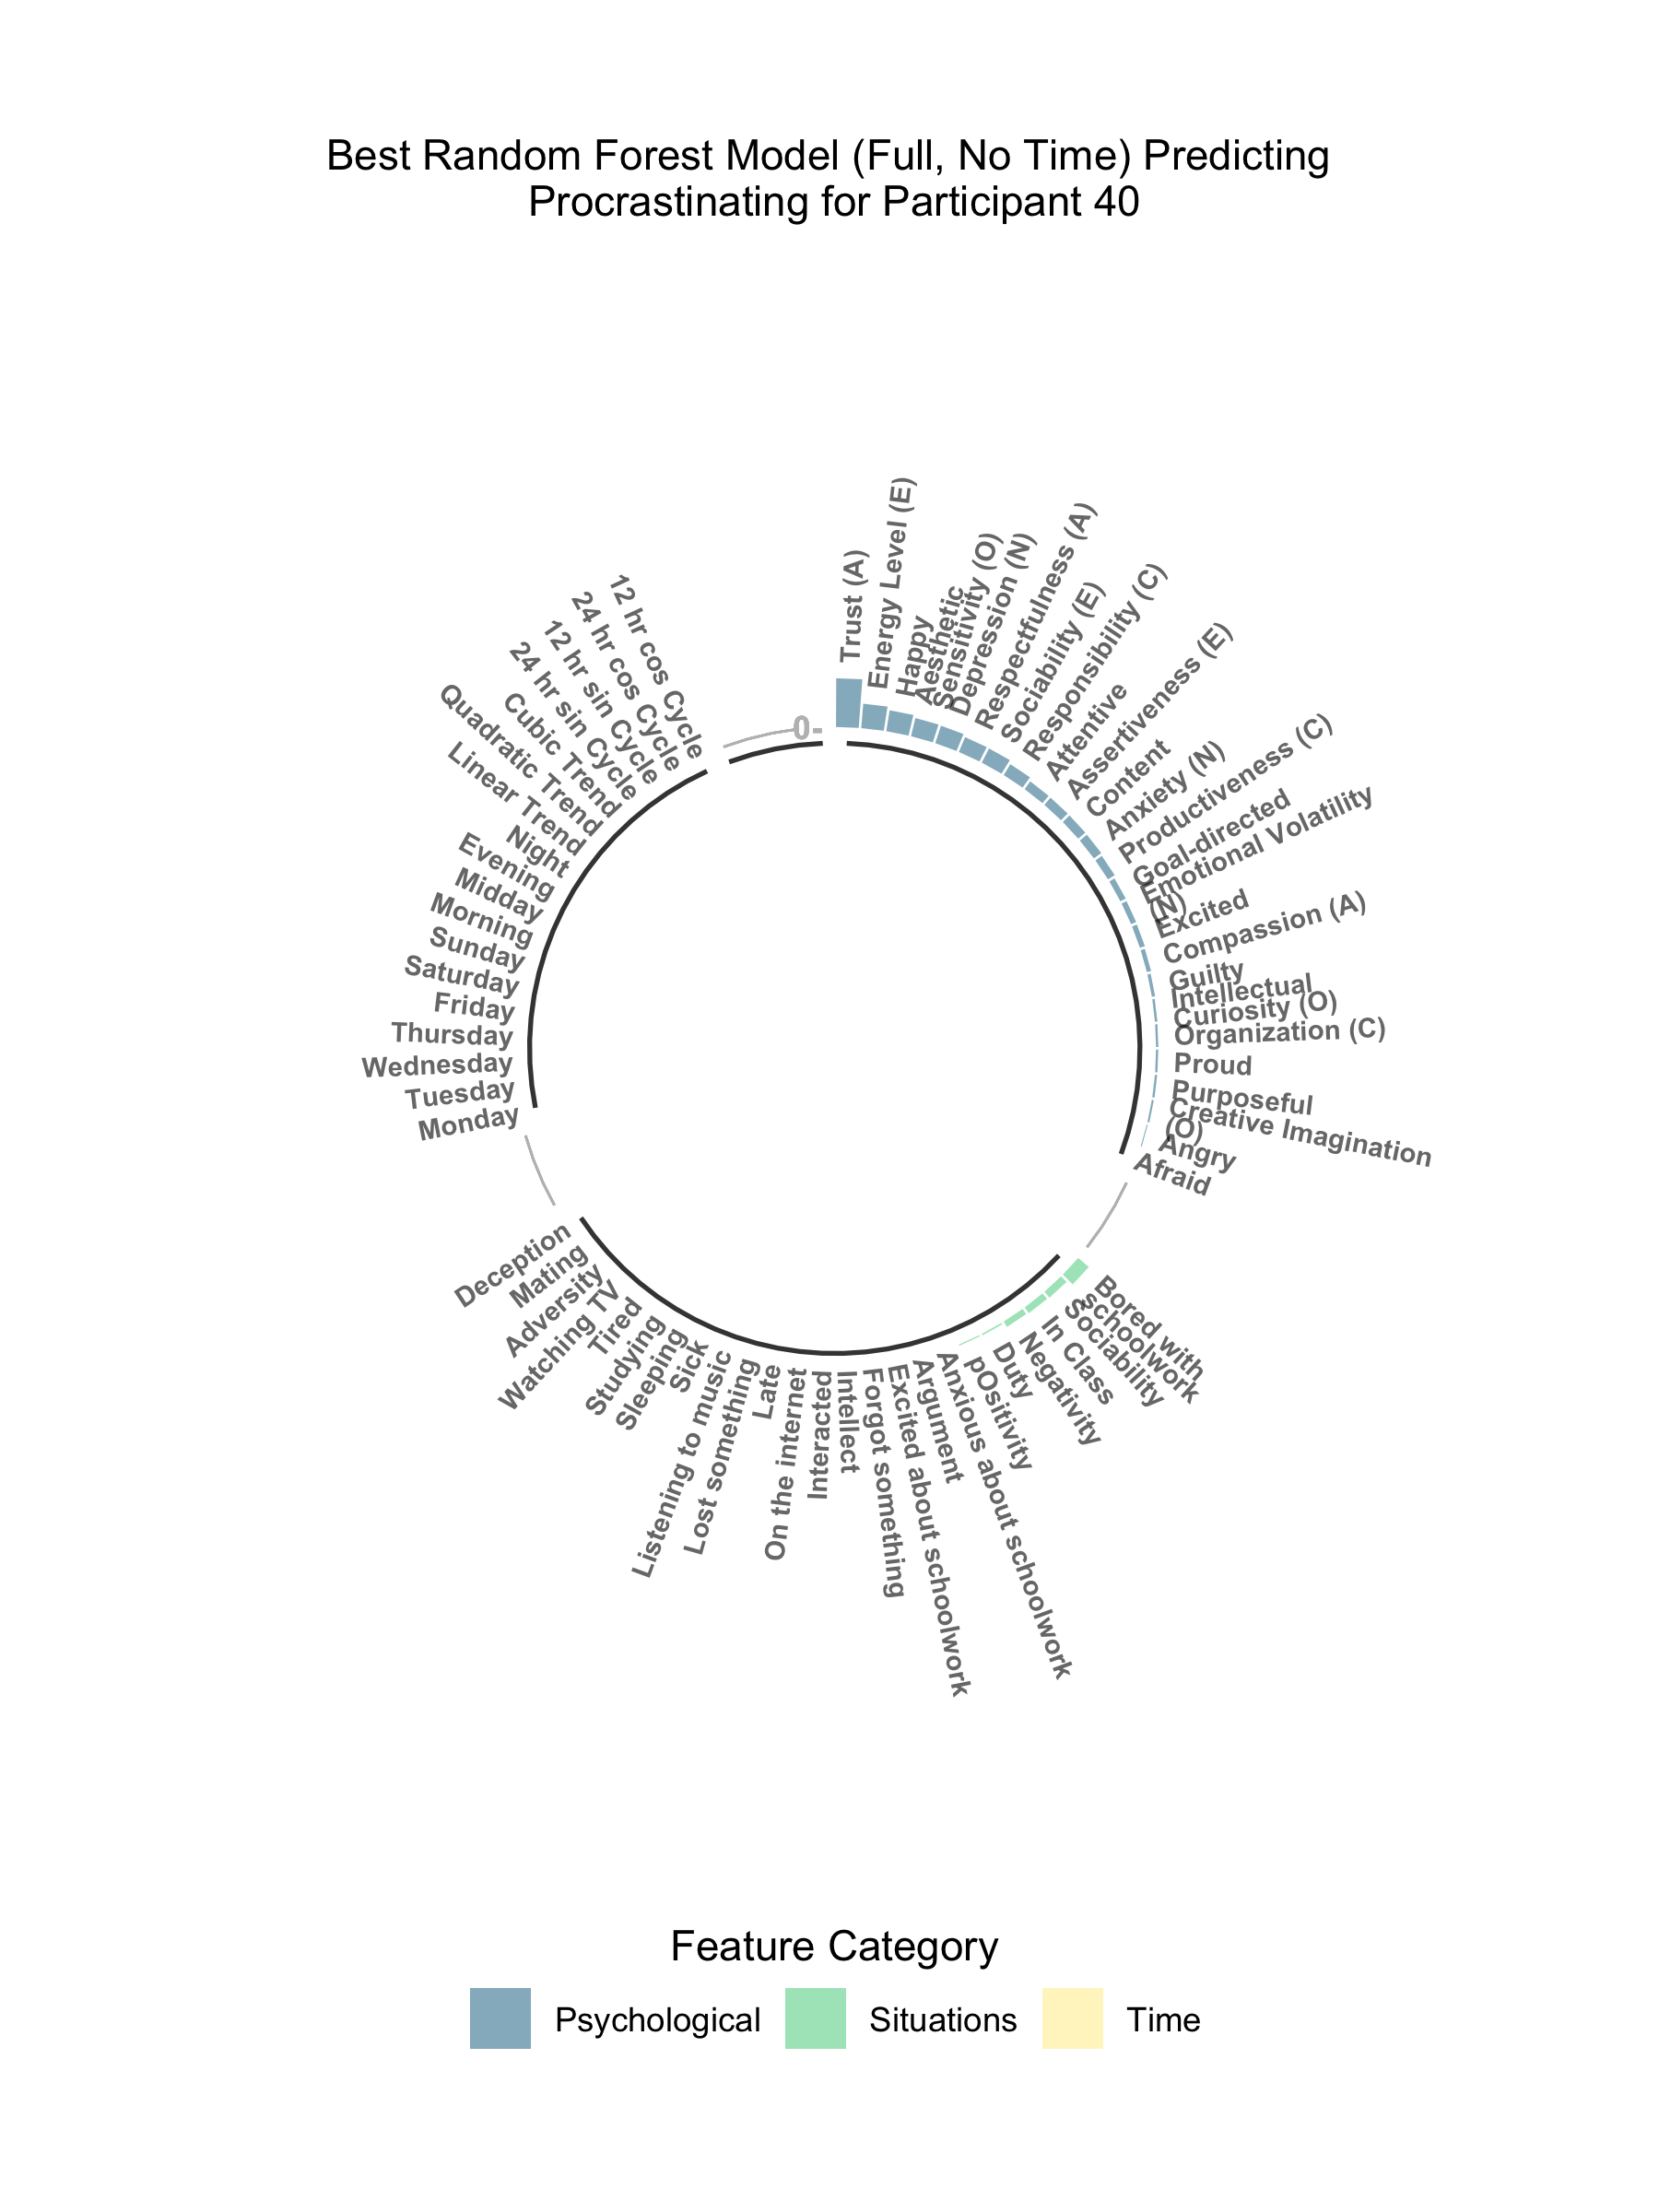 Best Random Forest Model (Full, No Time) Predicting
Procrastinating for Participant 40
0
Trust (A)
Energy Level (E)
Happy
Aesthetic
Sensitivity (O)
Depression (N)
Respectfulness (A)
Sociability (E)
Responsibility (C)
Attentive
Assertiveness (E)
Content
Anxiety (N)
Productiveness (C)
Goal-directed
Emotional Volatility
(N)
Excited
Compassion (A)
Guilty
Intellectual
Curiosity (O)
Organization (C)
Proud
Purposeful
Creative Imagination
(O)
Angry
Afraid
Bored with
schoolwork
Sociability
In Class
Negativity
Duty
pOsitivity
Anxious about schoolwork
Argument
Excited about schoolwork
Forgot something
Intellect
Interacted
On the internet
Late
Lost something
Listening to music
Sick
Sleeping
Studying
Tired
Watching TV
Adversity
Mating
Deception
Monday
Tuesday
Wednesday
Thursday
Friday
Saturday
Sunday
Morning
Midday
Evening
Night
Linear Trend
Quadratic Trend
Cubic Trend
24 hr sin Cycle
12 hr sin Cycle
24 hr cos Cycle
12 hr cos Cycle
Feature Category
Psychological
Situations
Time